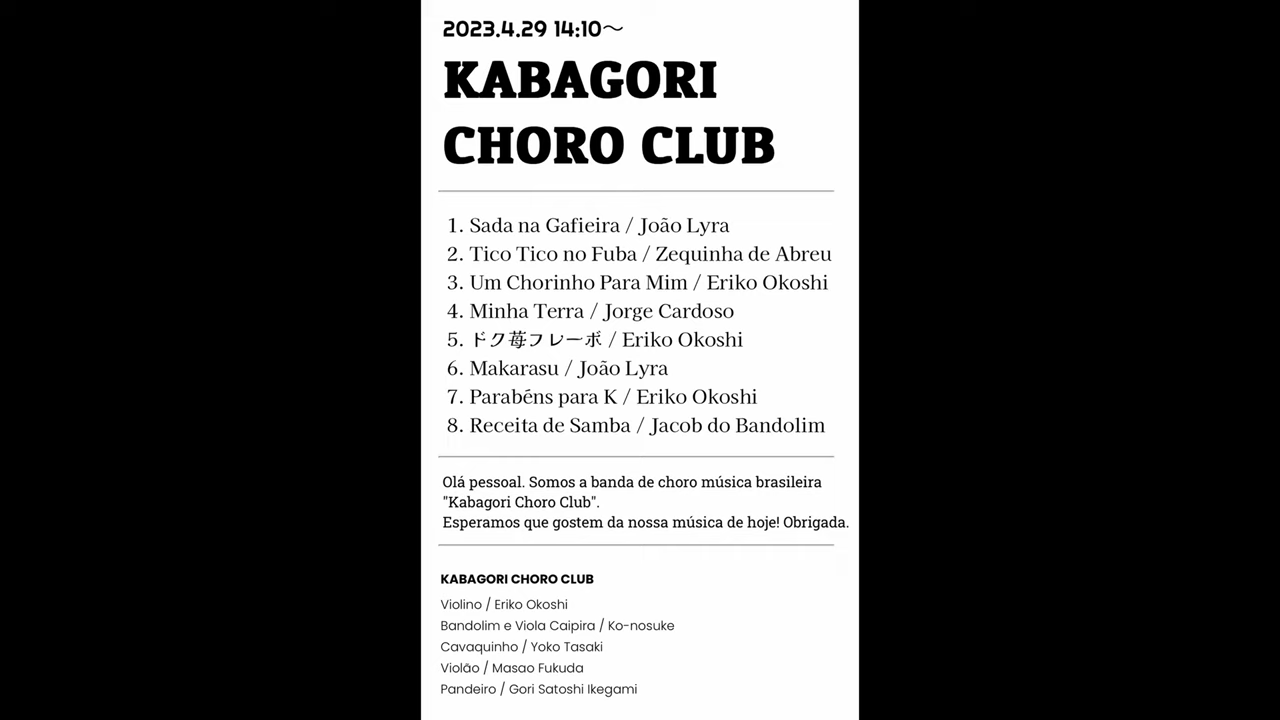 2023.4.29 14:10〜
KABAGORI
CHORO CLUB
1. Sada na Gafieira / João Lyra
2. Tico Tico no Fuba / Zequinha de Abreu
3. Um Chorinho Para Mim / Eriko Okoshi
4. Minha Terra / Jorge Cardoso
5. ドク苺フレーボ / Eriko Okoshi
6. Makarasu / João Lyra
7. Parabéns para K / Eriko Okoshi
8. Receita de Samba / Jacob do Bandolim
Olá pessoal. Somos a banda de choro música brasileira
"Kabagori Choro Club".
Esperamos que gostem da nossa música de hoje! Obrigada.
KABAGORI CHORO CLUB
Violino / Eriko Okoshi
Bandolim e Viola Caipira / Ko-nosuke
Cavaquinho / Yoko Tasaki
Violão / Masao Fukuda
Pandeiro / Gori Satoshi Ikegami